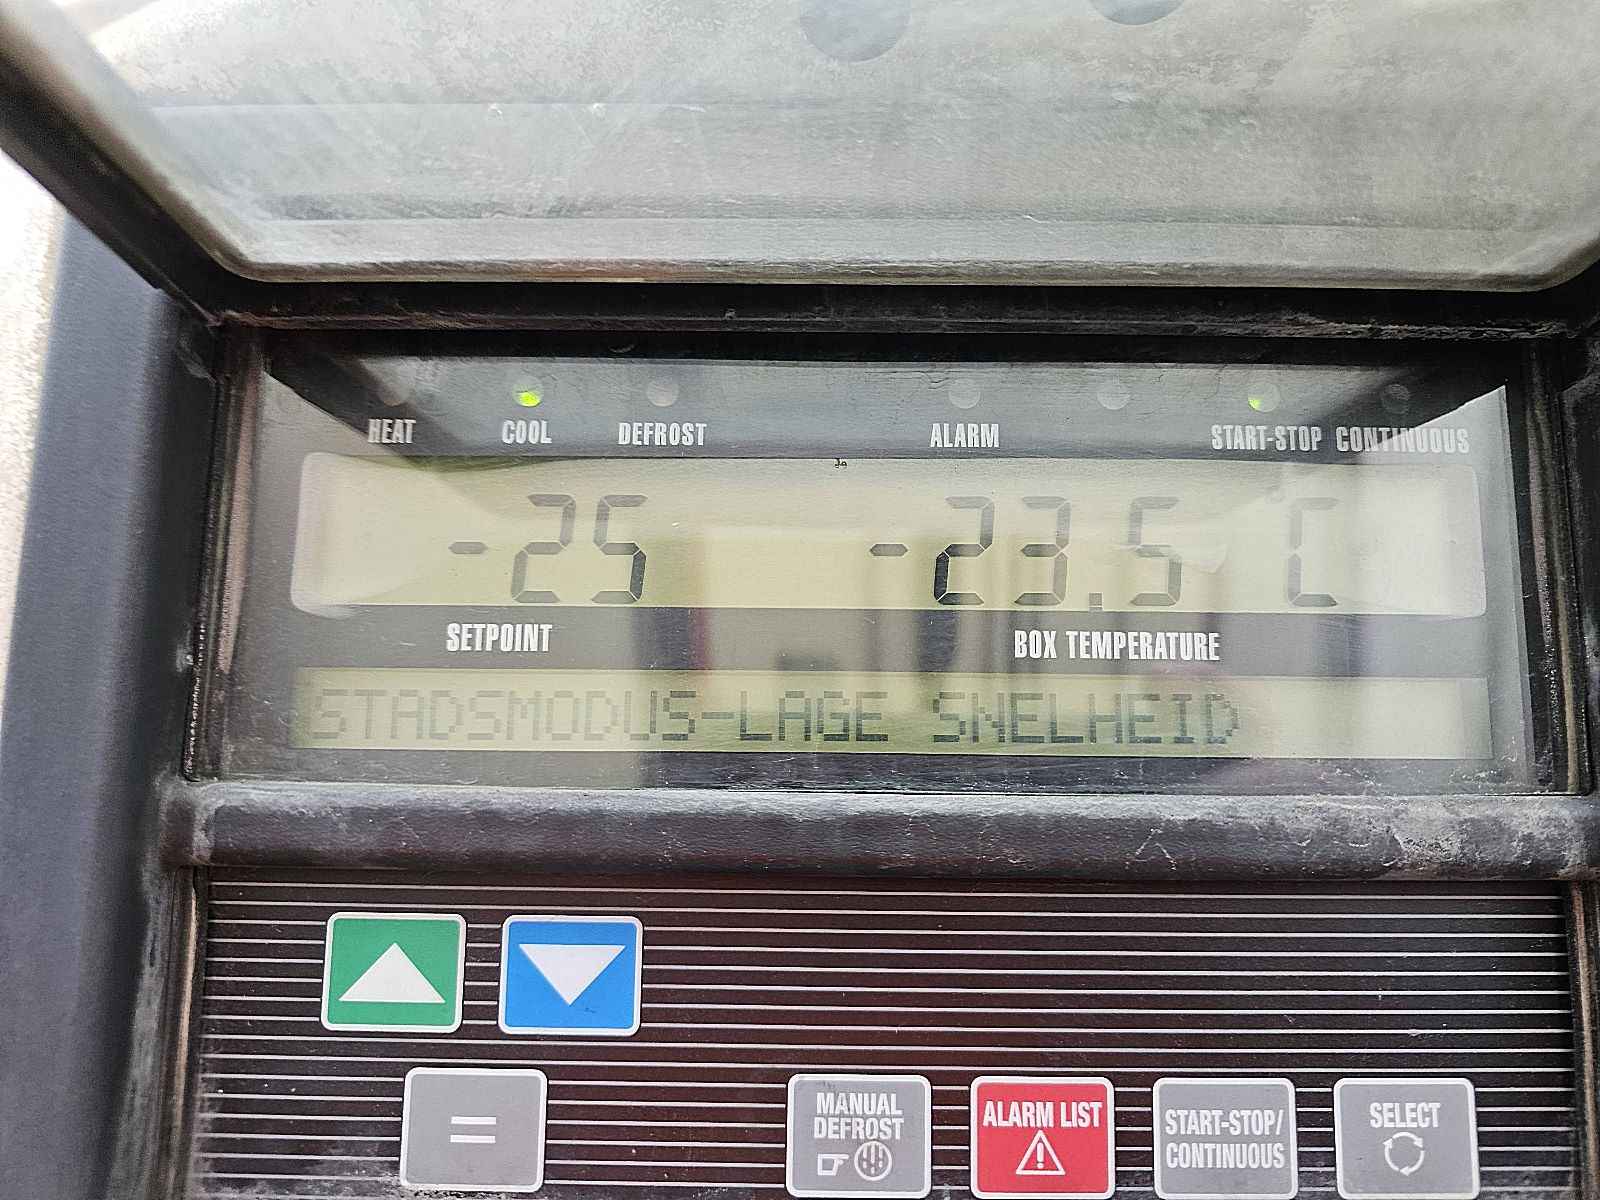 HEAT COOL DEFROST ALARM START-STOP CONTINUOUS
-25 -23.5 C
SETPOINT BOX TEMPERATURE
STADSMODUS-LAGE SNELHEID
=
MANUAL DEFROST
ALARM LIST
!
START-STOP/
CONTINUOUS
SELECT